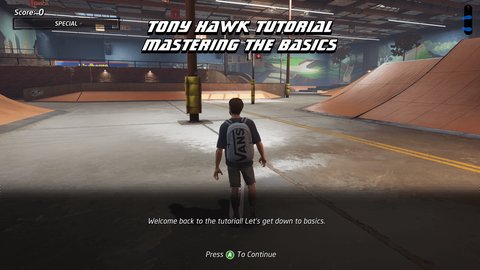 Score: 0
SPECIAL
TONY HAWK TUTORIAL
MASTERING THE BASICS
VANS
Welcome back to the tutorial! Let's get down to basics.
Press A To Continue